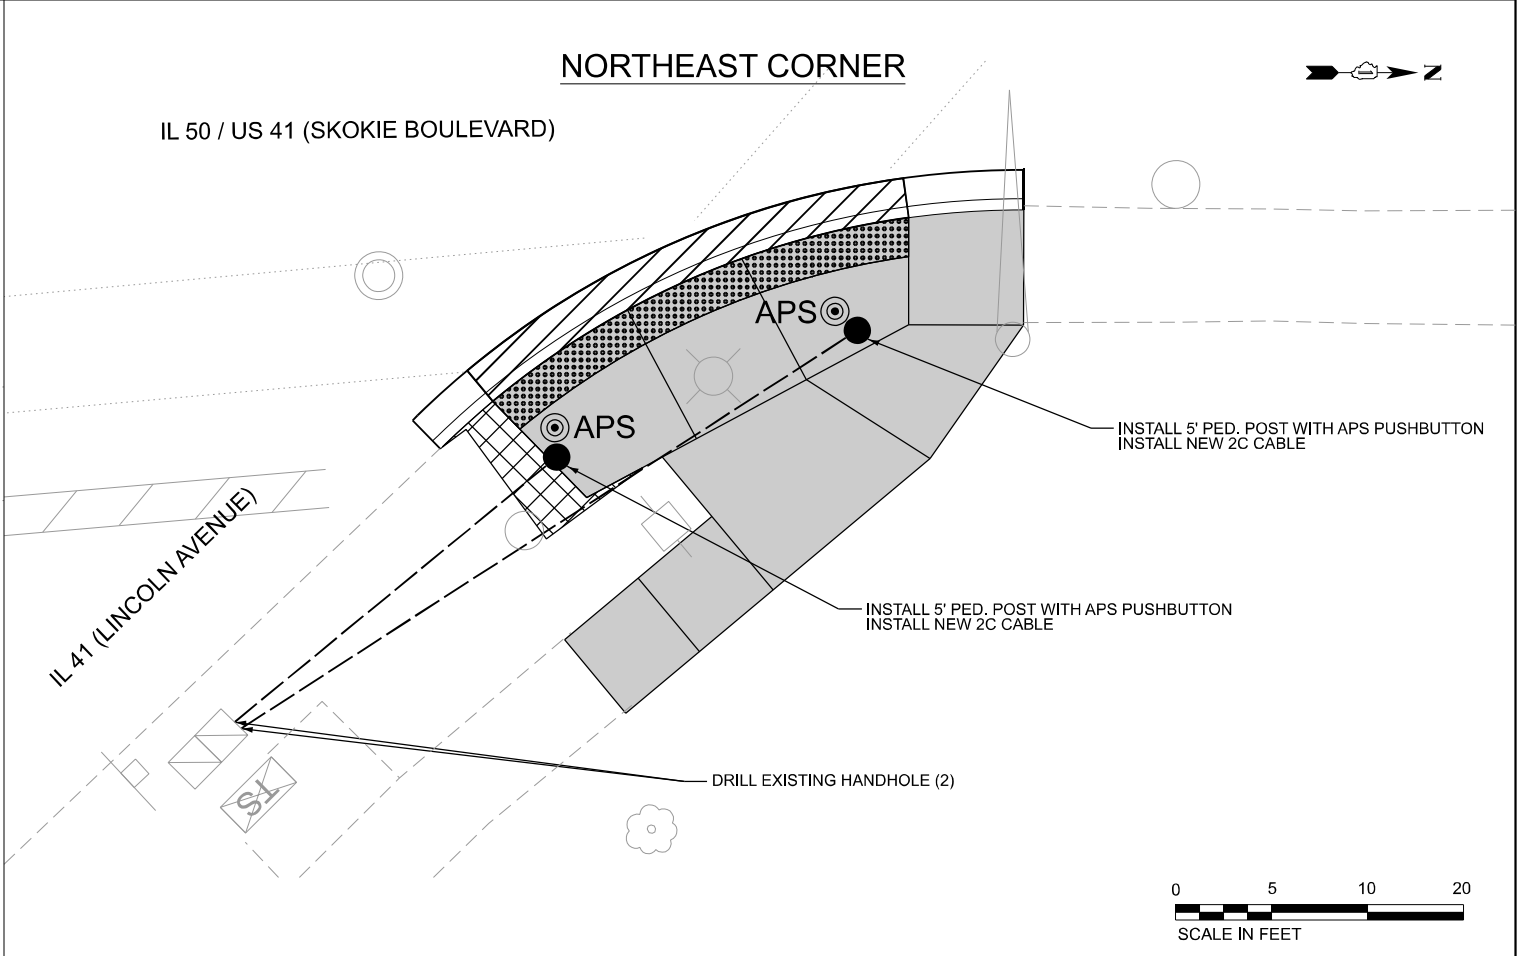 NORTHEAST CORNER
N
IL 50 / US 41 (SKOKIE BOULEVARD)
APS
APS
INSTALL 5' PED. POST WITH APS PUSHBUTTON
INSTALL NEW 2C CABLE
IL 41 (LINCOLN AVENUE)
INSTALL 5' PED. POST WITH APS PUSHBUTTON
INSTALL NEW 2C CABLE
DRILL EXISTING HANDHOLE (2)
ST
0 5 10 20
SCALE IN FEET